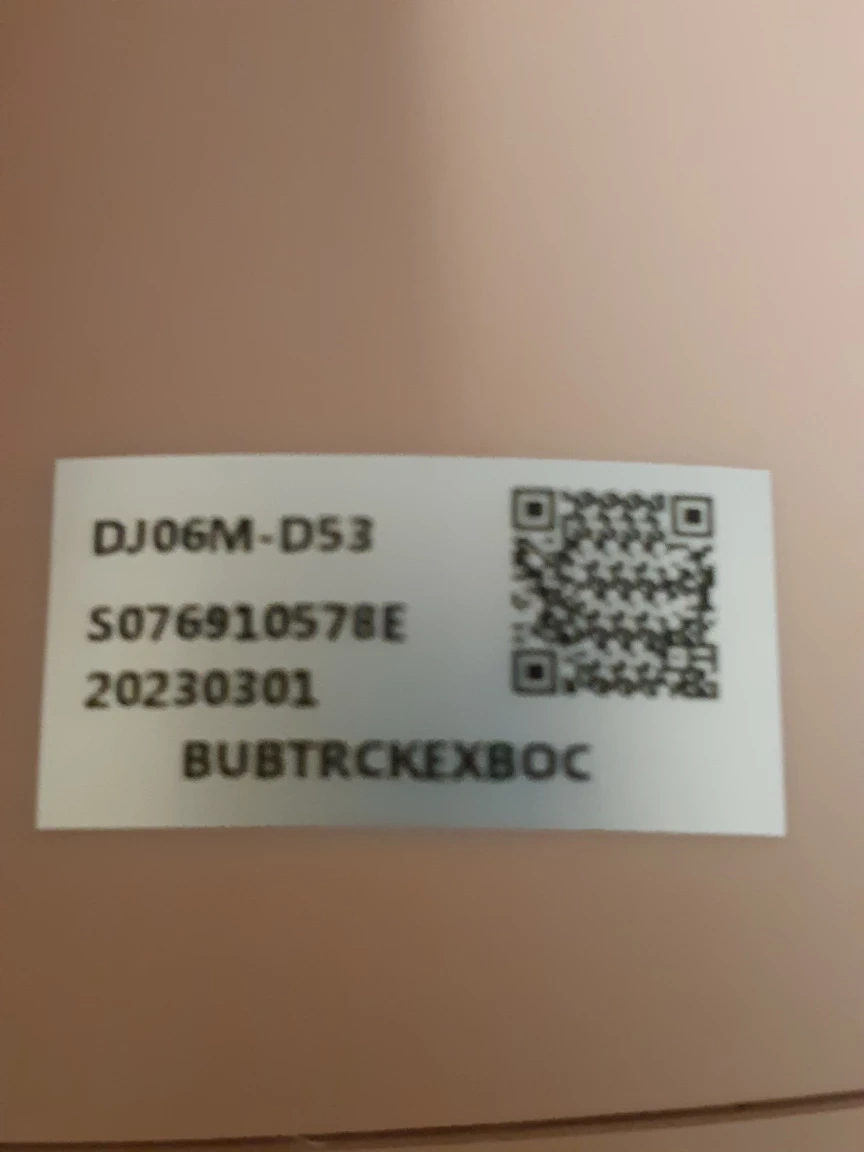 DJ06M-D53
S076910578E
20230301
BUBTRCKEXBOC